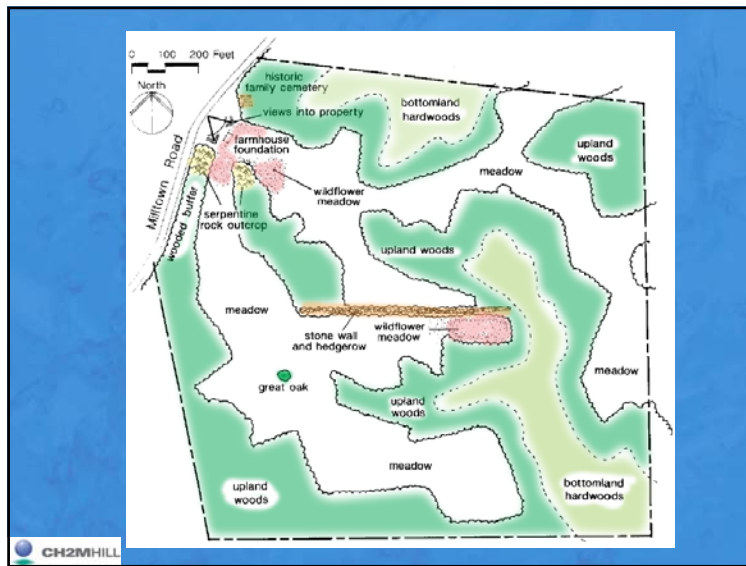 0 100 200 Feet
North
Milltown Road
historic
family cemetery
views into property
farmhouse
foundation
bottomland
hardwoods
upland
woods
meadow
wildflower
meadow
serpentine
rock outcrop
wooded buffer
upland woods
meadow
stone wall
and hedgerow
wildflower
meadow
great oak
meadow
upland
woods
meadow
upland
woods
bottomland
hardwoods
CH2MHILL